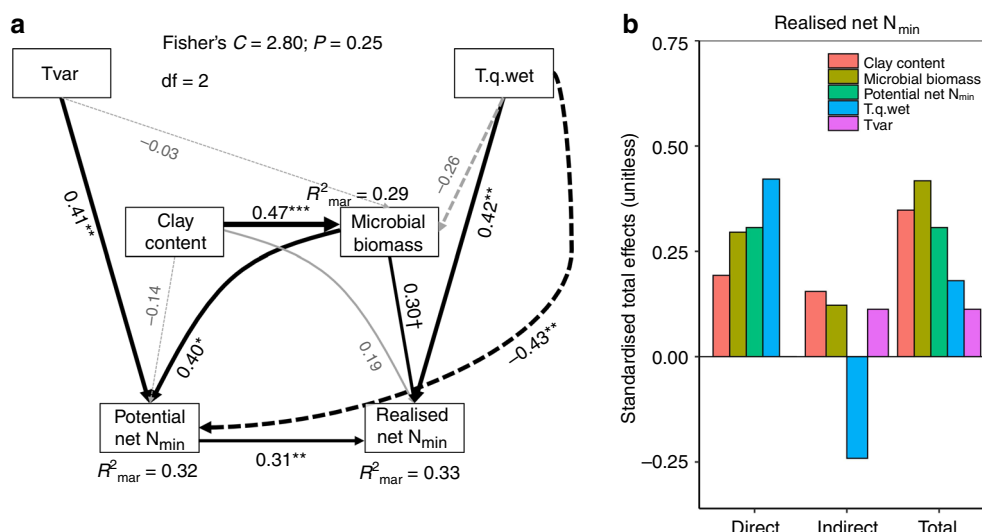 a
Fisher's C = 2.80; P = 0.25
df = 2
Tvar
T.q.wet
–0.03
–0.26
R²mar = 0.29
0.41**
0.47***
0.42**
Clay
content
Microbial
biomass
–0.14
0.40*
0.19
0.30†
–0.43**
Potential
net Nmin
Realised
net Nmin
0.31**
R²mar = 0.32
R²mar = 0.33
b
Realised net Nmin
Standardised total effects (unitless)
0.75
0.50
0.25
0.00
–0.25
Clay content
Microbial biomass
Potential net Nmin
T.q.wet
Tvar
Direct Indirect Total